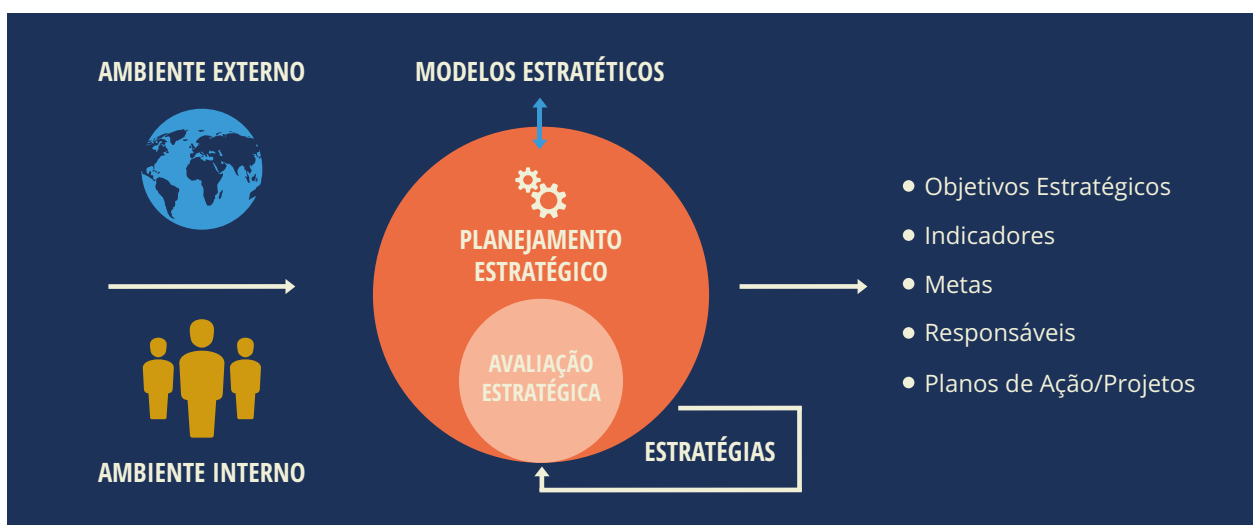 AMBIENTE EXTERNO
AMBIENTE INTERNO
MODELOS ESTRATÉTICOS
PLANEJAMENTO
ESTRATÉGICO
AVALIAÇÃO
ESTRATÉGICA
ESTRATÉGIAS
Objetivos Estratégicos
Indicadores
Metas
Responsáveis
Planos de Ação/Projetos